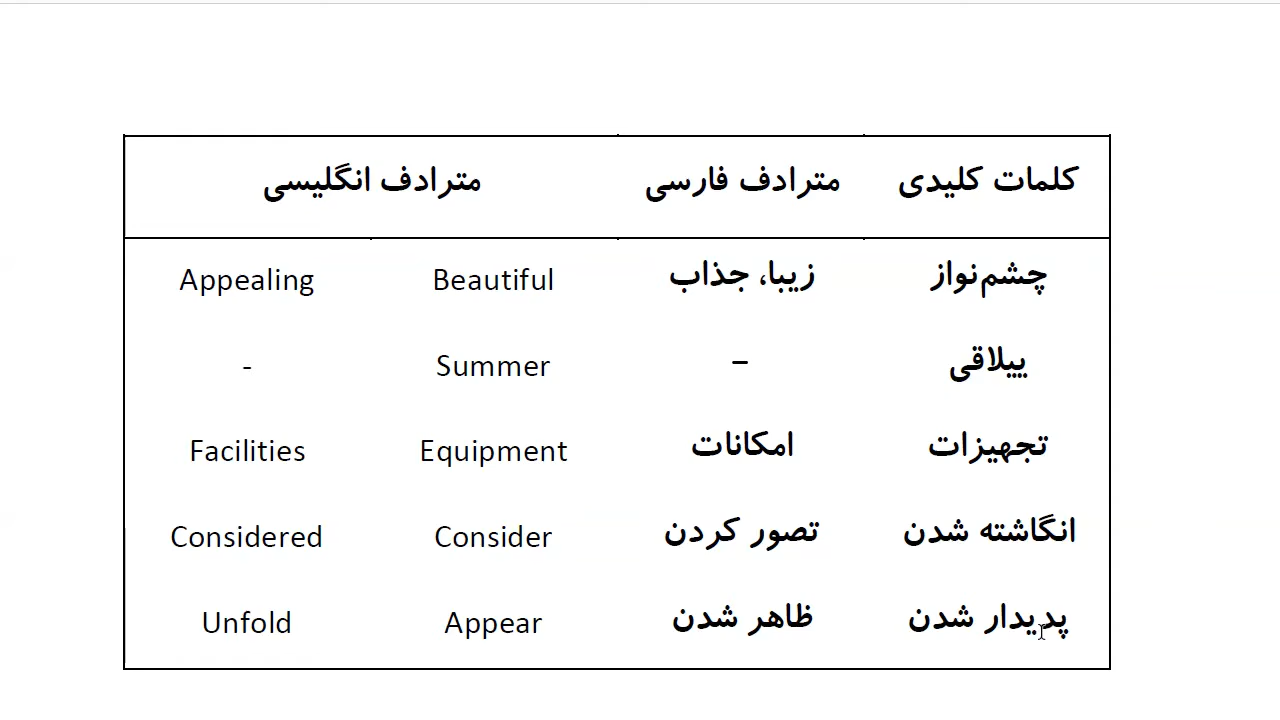 کلمات کلیدی مترادف فارسی مترادف انگلیسی
چشم‌نواز زیبا، جذاب Beautiful Appealing
ییلاقی – Summer -
تجهیزات امکانات Equipment Facilities
انگاشته شدن تصور کردن Consider Considered
پدیدار شدن ظاهر شدن Appear Unfold